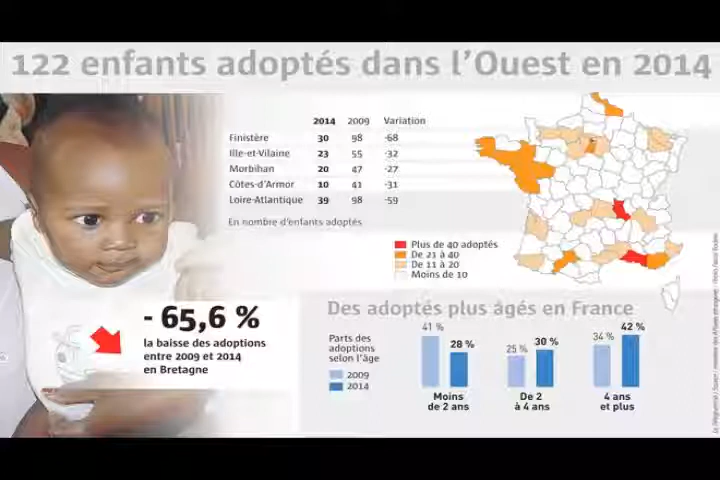 122 enfants adoptés dans l'Ouest en 2014
2014 2009 Variation
Finistère 30 98 -68
Ille-et-Vilaine 23 55 -32
Morbihan 20 47 -27
Côtes-d'Armor 10 41 -31
Loire-Atlantique 39 98 -59
En nombre d'enfants adoptés
Plus de 40 adoptés
De 21 à 40
De 11 à 20
Moins de 10
- 65,6 %
la baisse des adoptions
entre 2009 et 2014
en Bretagne
Des adoptés plus âgés en France
Parts des
adoptions
selon l'âge
2009
2014
41 % 28 % 25 % 30 % 34 % 42 %
Moins
de 2 ans
De 2
à 4 ans
4 ans
et plus